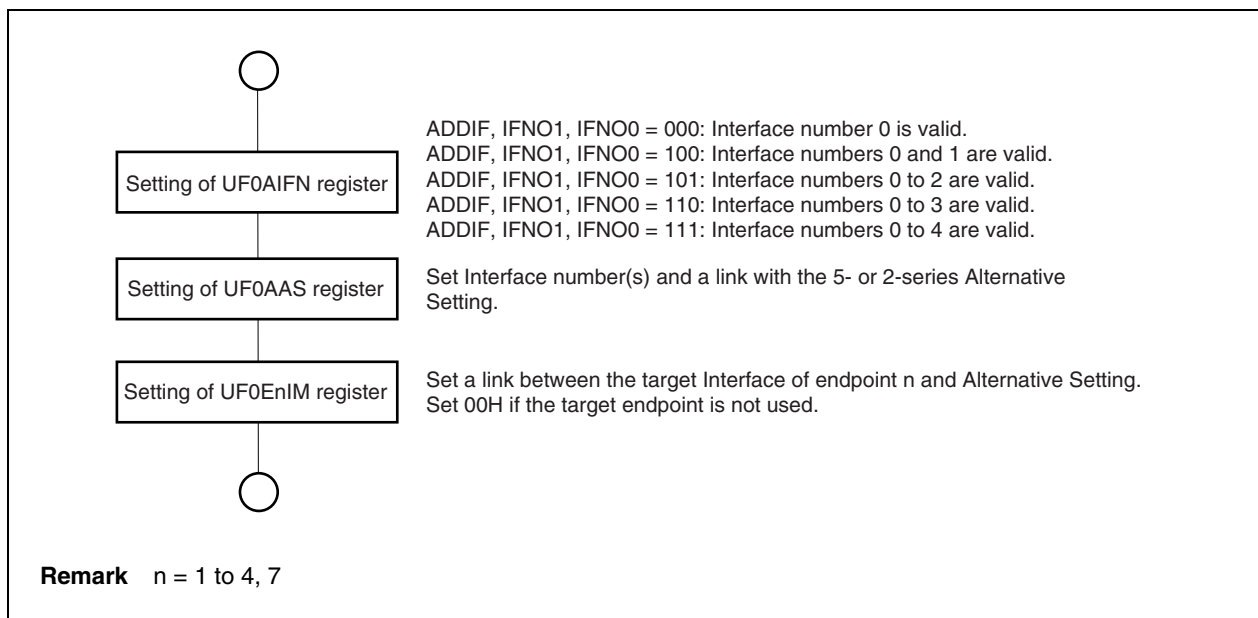 ADDIF, IFNO1, IFNO0 = 000: Interface number 0 is valid.
ADDIF, IFNO1, IFNO0 = 100: Interface numbers 0 and 1 are valid.
Setting of UF0AIFN register
ADDIF, IFNO1, IFNO0 = 101: Interface numbers 0 to 2 are valid.
ADDIF, IFNO1, IFNO0 = 110: Interface numbers 0 to 3 are valid.
ADDIF, IFNO1, IFNO0 = 111: Interface numbers 0 to 4 are valid.
Setting of UF0AAS register
Set Interface number(s) and a link with the 5- or 2-series Alternative
Setting.
Setting of UF0EnIM register
Set a link between the target Interface of endpoint n and Alternative Setting.
Set 00H if the target endpoint is not used.
Remark n = 1 to 4, 7